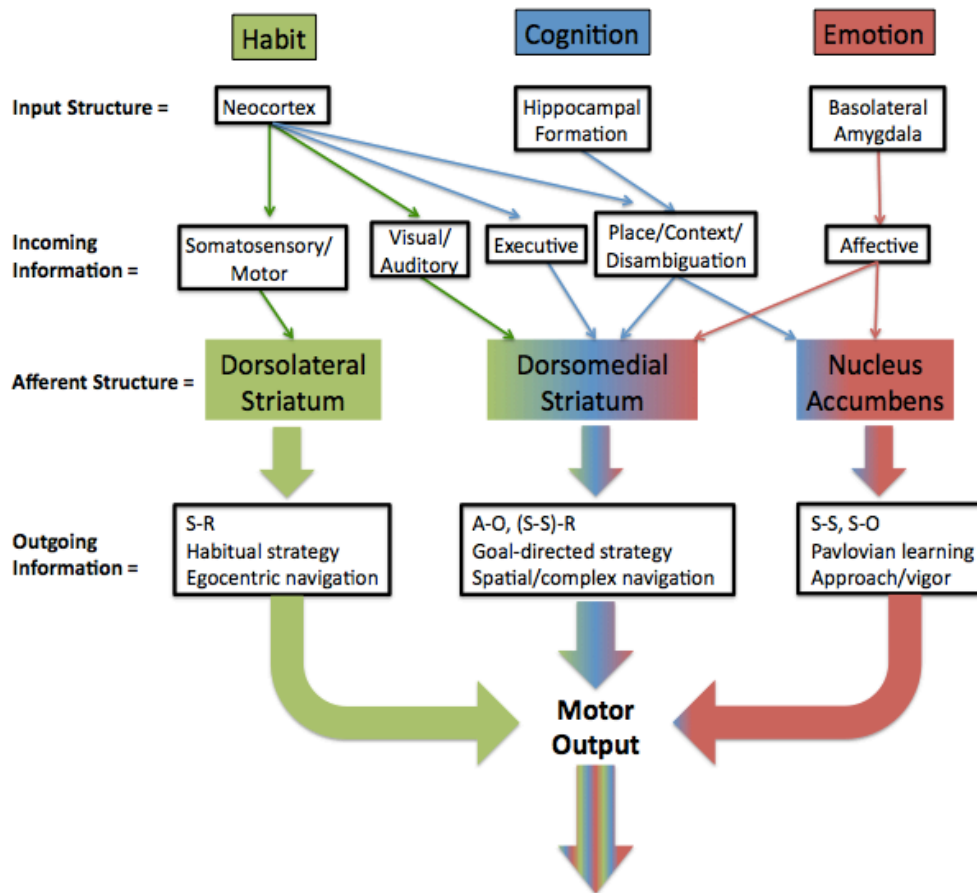 Habit
Cognition
Emotion
Input Structure =
Neocortex
Hippocampal
Formation
Basolateral
Amygdala
Incoming
Information =
Somatosensory/
Motor
Visual/
Auditory
Executive
Place/Context/
Disambiguation
Affective
Afferent Structure =
Dorsolateral
Striatum
Dorsomedial
Striatum
Nucleus
Accumbens
Outgoing
Information =
S-R
Habitual strategy
Egocentric navigation
A-O, (S-S)-R
Goal-directed strategy
Spatial/complex navigation
S-S, S-O
Pavlovian learning
Approach/vigor
Motor
Output